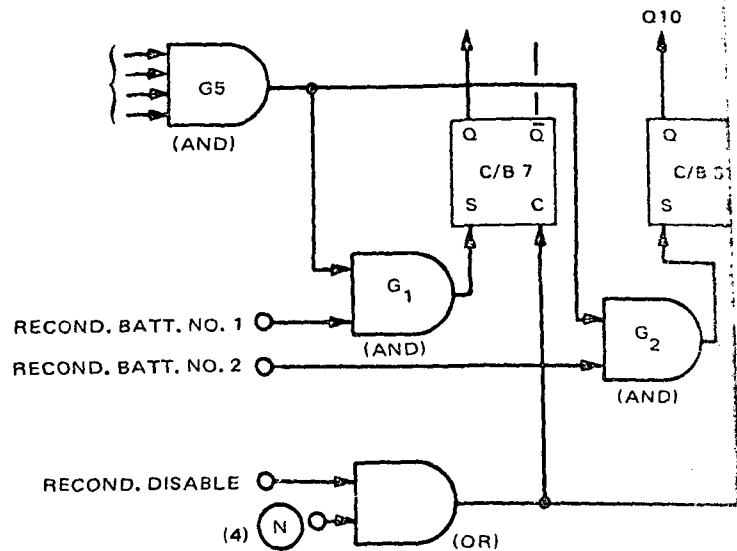 Q10
G5
(AND)
Q Q̅
C/B 7
S C
Q
C/B
S
G1
RECOND. BATT. NO. 1
(AND)
G2
RECOND. BATT. NO. 2
(AND)
RECOND. DISABLE
(4) N
(OR)